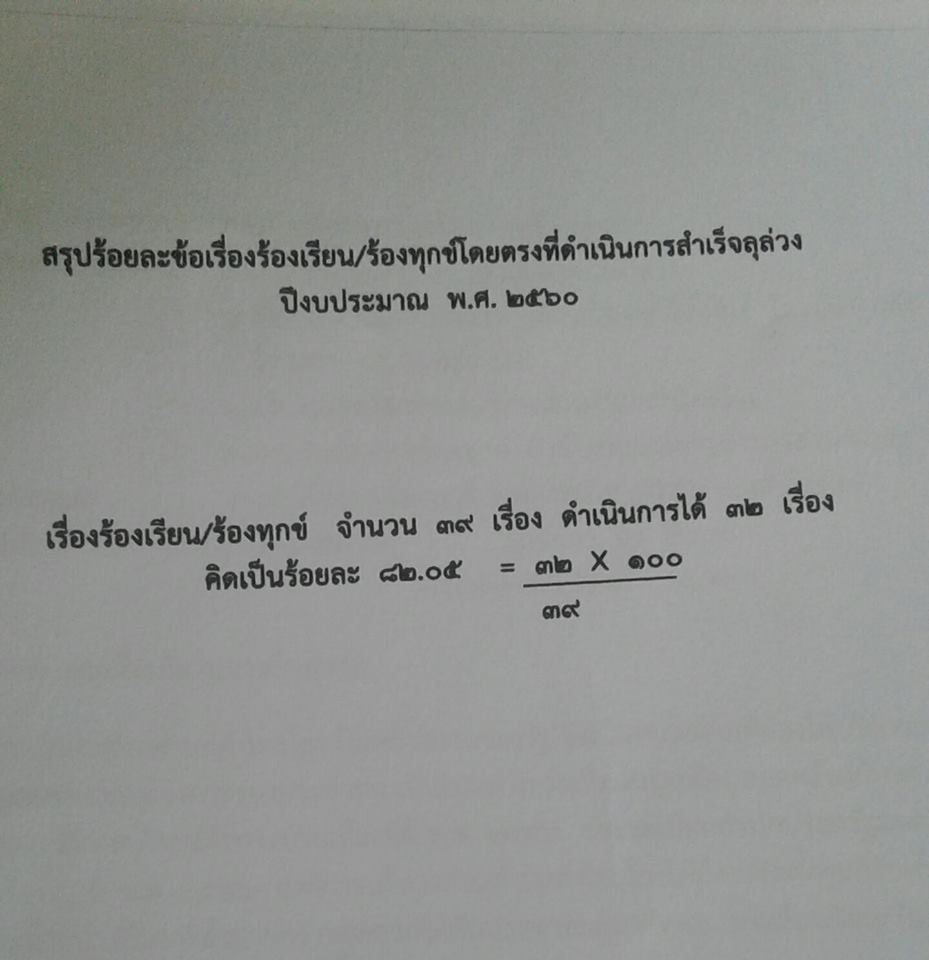 สรุปร้อยละข้อเรื่องร้องเรียน/ร้องทุกข์โดยตรงที่ดำเนินการสำเร็จลุล่วง
ปีงบประมาณ พ.ศ. ๒๕๖๐
เรื่องร้องเรียน/ร้องทุกข์ จำนวน ๓๙ เรื่อง ดำเนินการได้ ๓๒ เรื่อง
คิดเป็นร้อยละ ๘๒.๐๕ = ๓๒ X ๑๐๐
๓๙